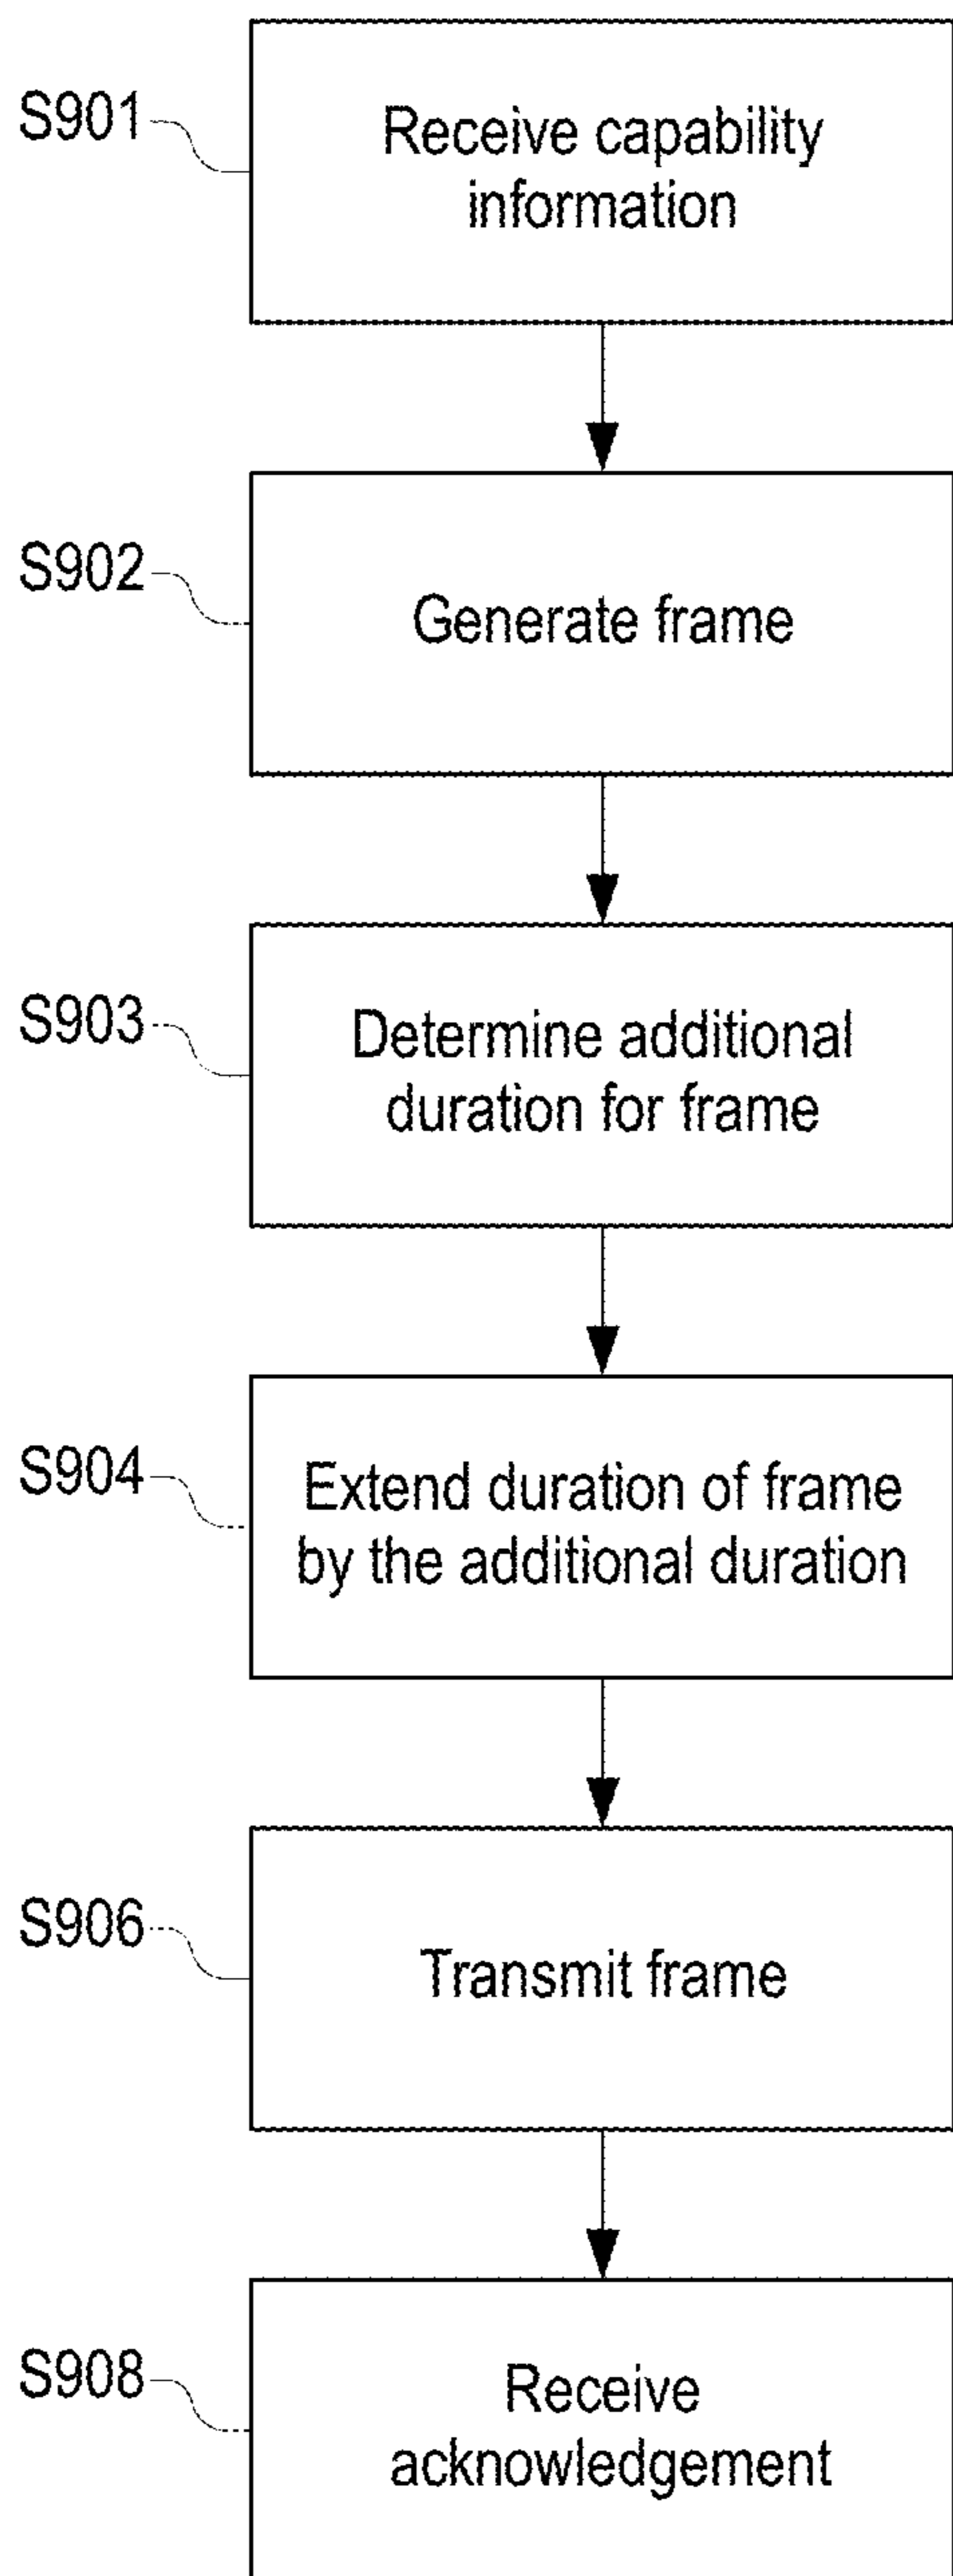 S901
Receive capability
information
S902
Generate frame
S903
Determine additional
duration for frame
S904
Extend duration of frame
by the additional duration
S906
Transmit frame
S908
Receive
acknowledgement